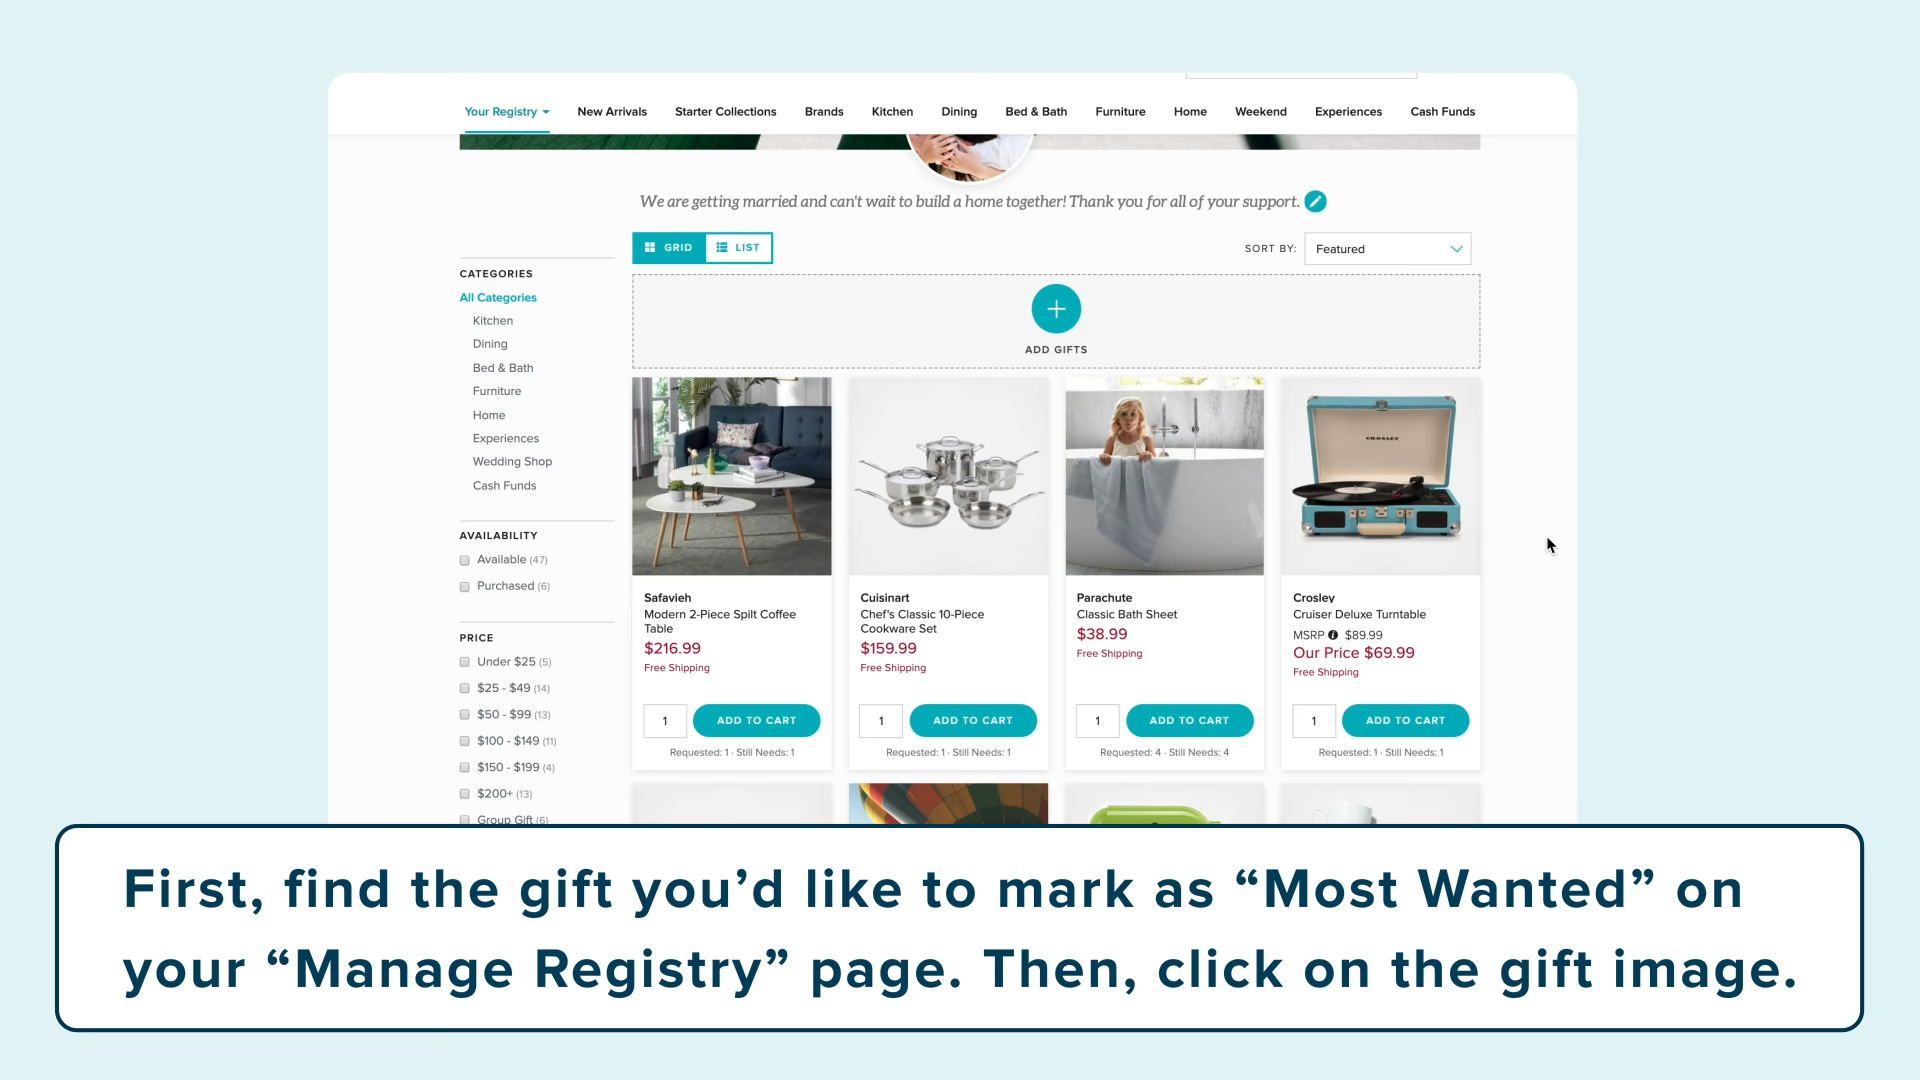 Your Registry
New Arrivals
Starter Collections
Brands
Kitchen
Dining
Bed & Bath
Furniture
Home
Weekend
Experiences
Cash Funds
We are getting married and can't wait to build a home together! Thank you for all of your support.
GRID
LIST
SORT BY:
Featured
CATEGORIES
All Categories
Kitchen
Dining
Bed & Bath
Furniture
Home
Experiences
Wedding Shop
Cash Funds
AVAILABILITY
Available (47)
Purchased (6)
PRICE
Under $25 (5)
$25 - $49 (14)
$50 - $99 (13)
$100 - $149 (11)
$150 - $199 (4)
$200+ (13)
Group Gift (6)
ADD GIFTS
CROSLEY
Safavieh
Modern 2-Piece Spilt Coffee
Table
$216.99
Free Shipping
1
ADD TO CART
Requested: 1 · Still Needs: 1
Cuisinart
Chef's Classic 10-Piece
Cookware Set
$159.99
Free Shipping
1
ADD TO CART
Requested: 1 · Still Needs: 1
Parachute
Classic Bath Sheet
$38.99
Free Shipping
1
ADD TO CART
Requested: 4 · Still Needs: 4
Crosley
Cruiser Deluxe Turntable
MSRP i $89.99
Our Price $69.99
Free Shipping
1
ADD TO CART
Requested: 1 · Still Needs: 1
First, find the gift you’d like to mark as “Most Wanted” on
your “Manage Registry” page. Then, click on the gift image.